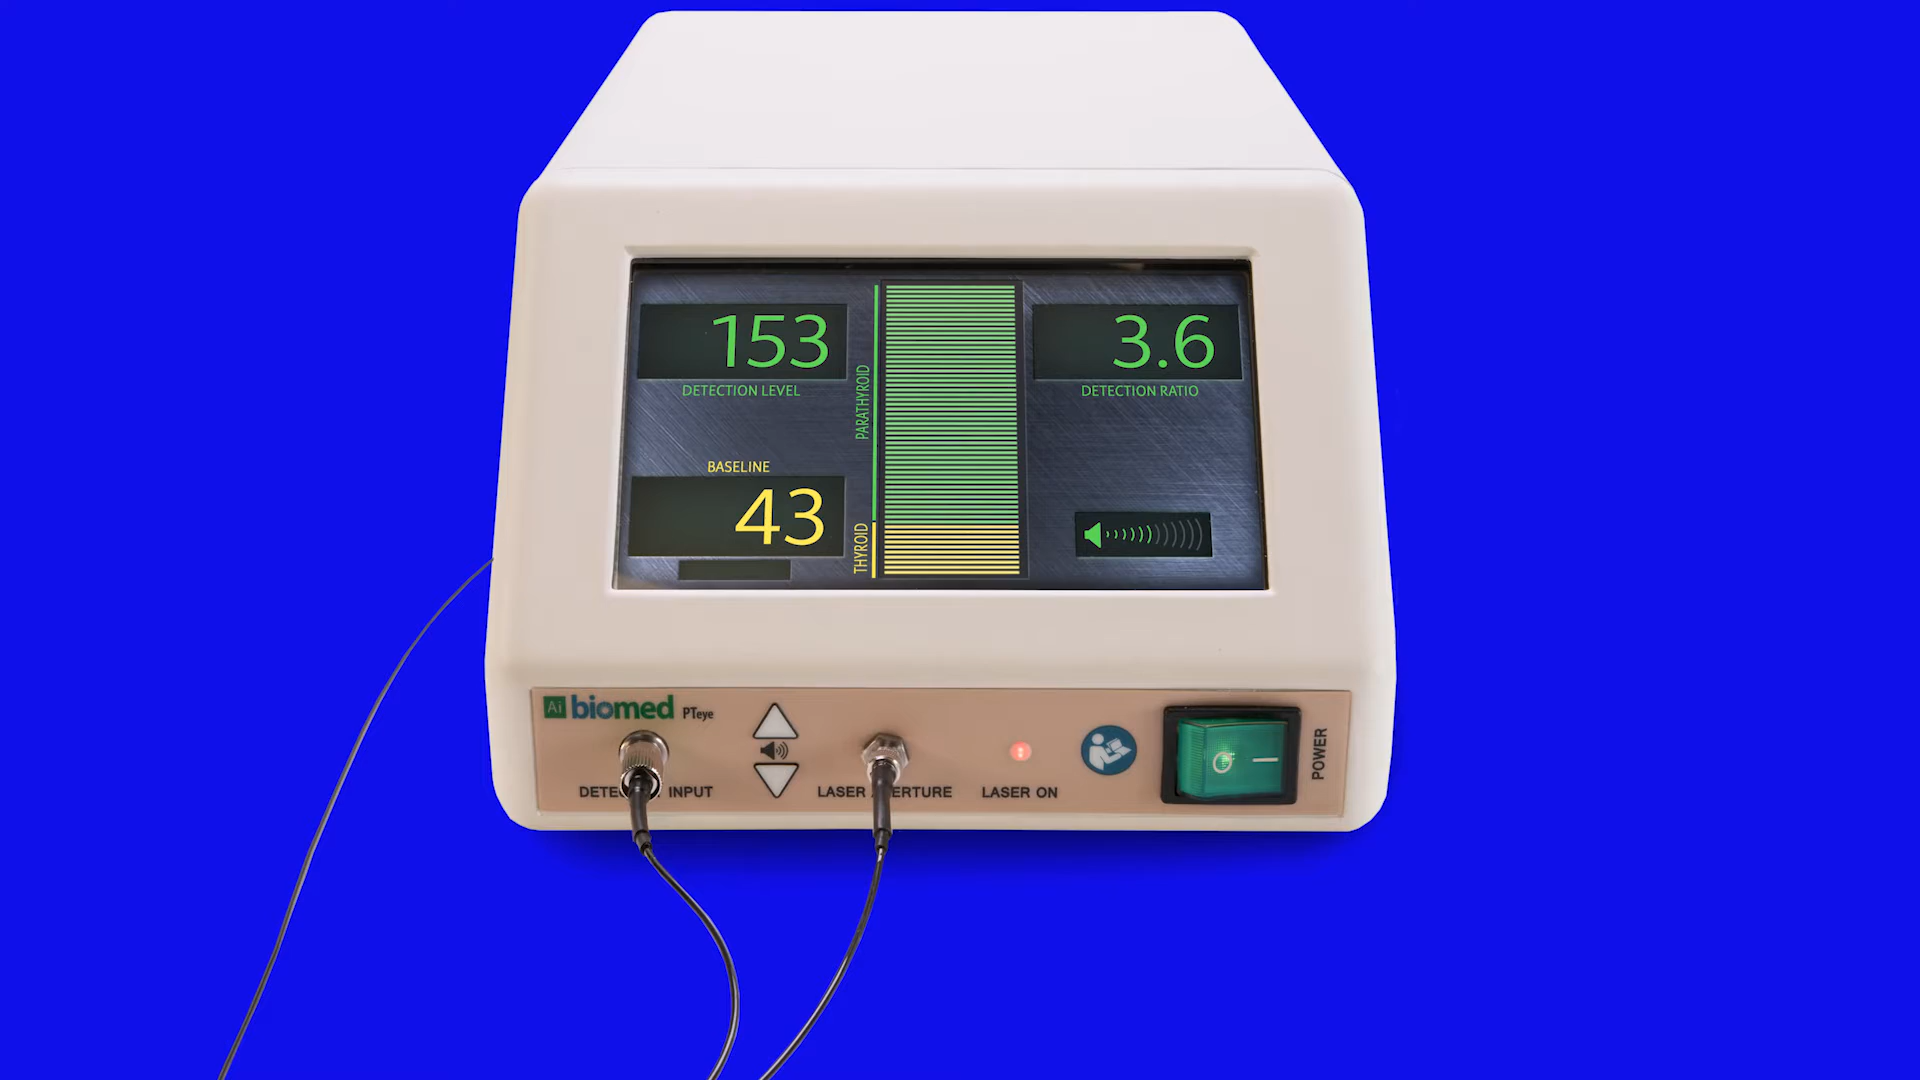 153
DETECTION LEVEL
BASELINE
43
PARATHYROID
THYROID
3.6
DETECTION RATIO
Ai biomed PTeye
INPUT
LASER
LASER ON
POWER